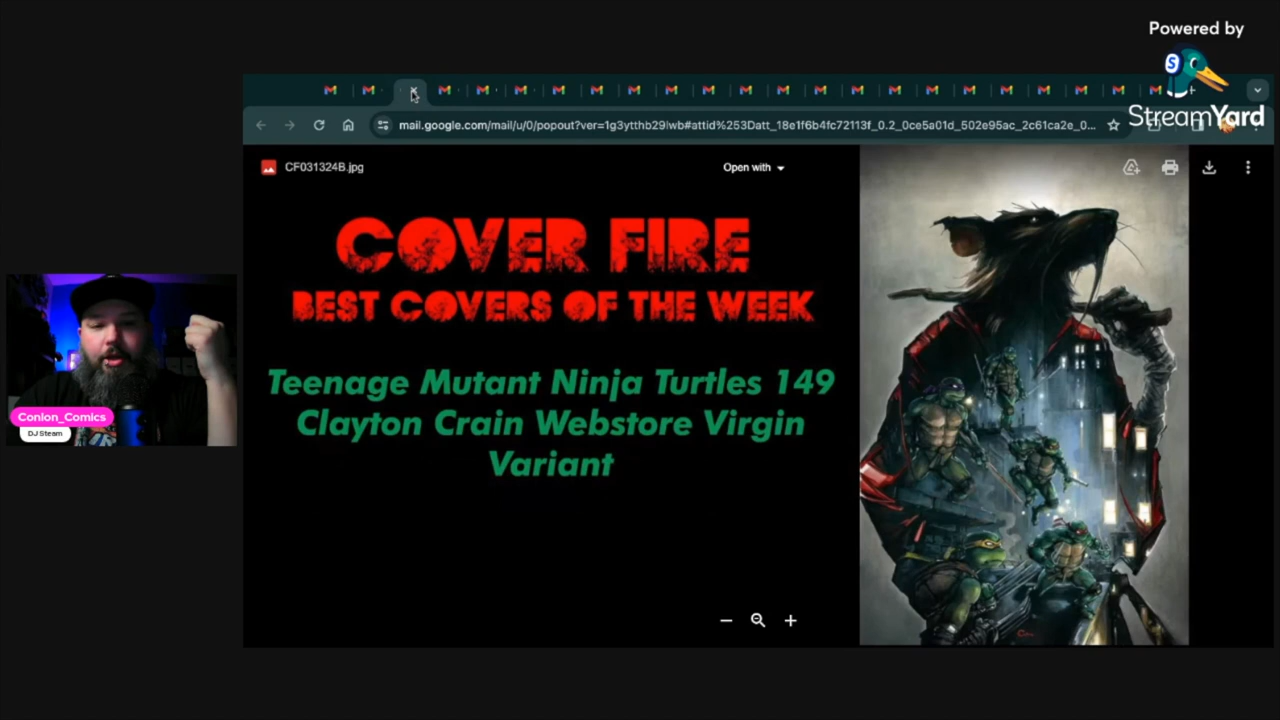 Powered by
StreamYard
mail.google.com/mail/u/0/popout?ver=1g3ytthb29lwb#attid%253Datt_18e1f6b4fc72113f_0.2_0ce5a01d_502e95ac_2c61ca2e_0...
CF031324B.jpg
Open with
COVER FIRE
BEST COVERS OF THE WEEK
Teenage Mutant Ninja Turtles 149
Clayton Crain Webstore Virgin
Variant
Conlon_Comics
DJ Steam